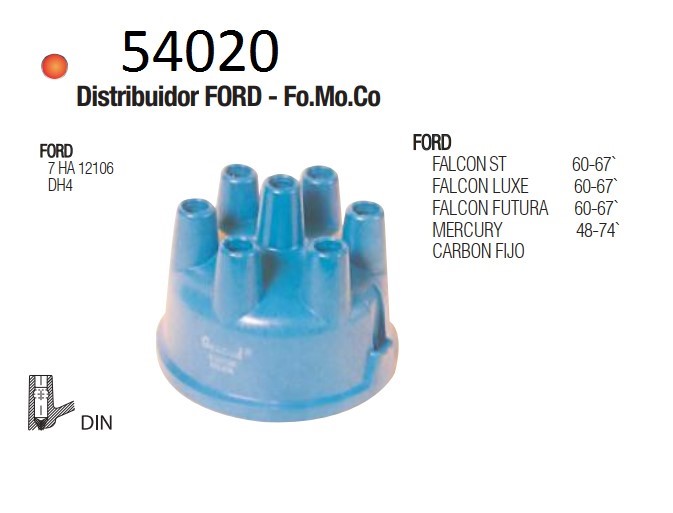 54020
Distribuidor FORD - Fo.Mo.Co
FORD
7 HA 12106
DH4
FORD
FALCON ST 60-67`
FALCON LUXE 60-67`
FALCON FUTURA 60-67`
MERCURY 48-74`
CARBON FIJO
DIN